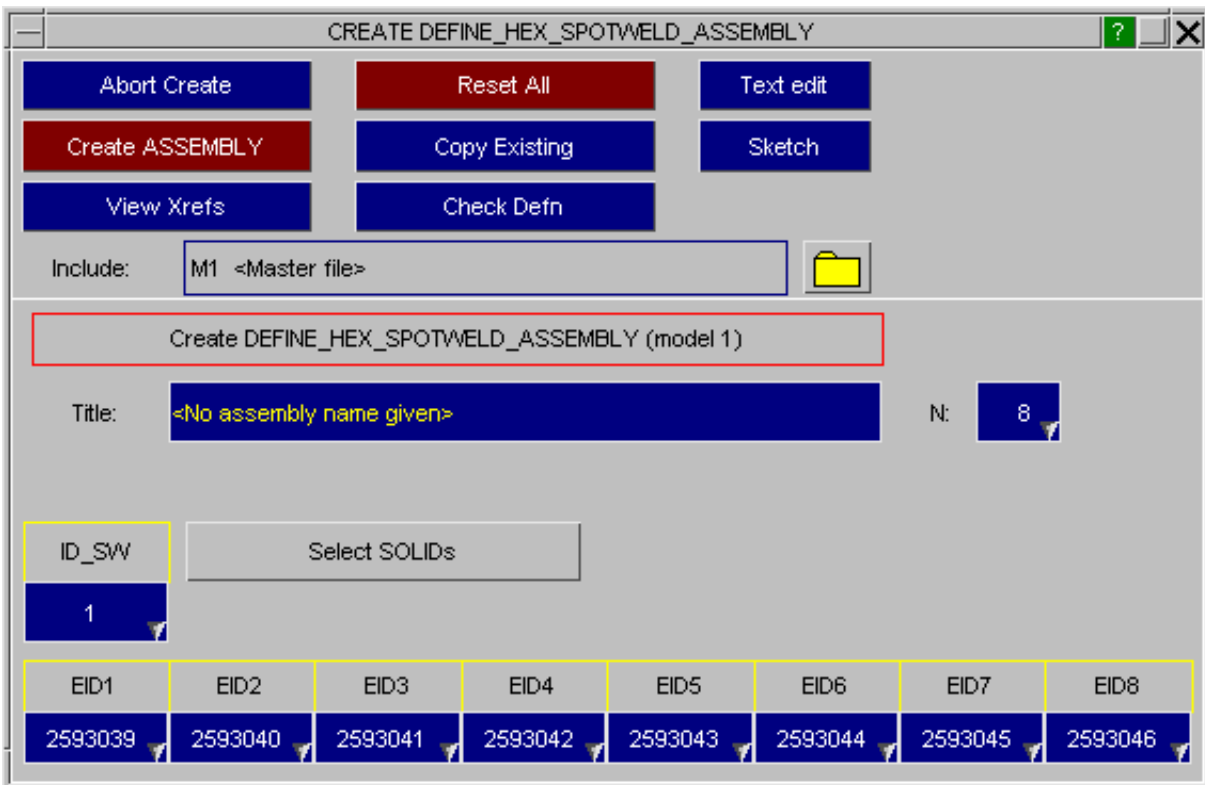 CREATE DEFINE_HEX_SPOTWELD_ASSEMBLY ?
Abort Create Reset All Text edit
Create ASSEMBLY Copy Existing Sketch
View Xrefs Check Defn
Include: M1 <Master file>
Create DEFINE_HEX_SPOTWELD_ASSEMBLY (model 1)
Title: <No assembly name given> N: 8
ID_SW Select SOLIDs
1
EID1 EID2 EID3 EID4 EID5 EID6 EID7 EID8
2593039 2593040 2593041 2593042 2593043 2593044 2593045 2593046